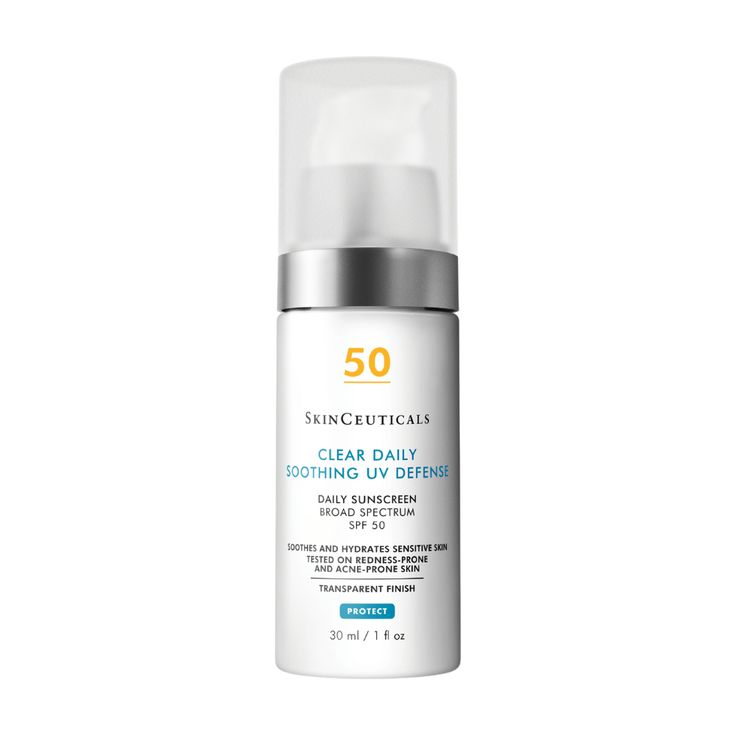 50
SKINCEUTICALS
CLEAR DAILY
SOOTHING UV DEFENSE
DAILY SUNSCREEN
BROAD SPECTRUM
SPF 50
SOOTHES AND HYDRATES SENSITIVE SKIN
TESTED ON REDNESS-PRONE
AND ACNE-PRONE SKIN
TRANSPARENT FINISH
PROTECT
30 ml / 1 fl oz